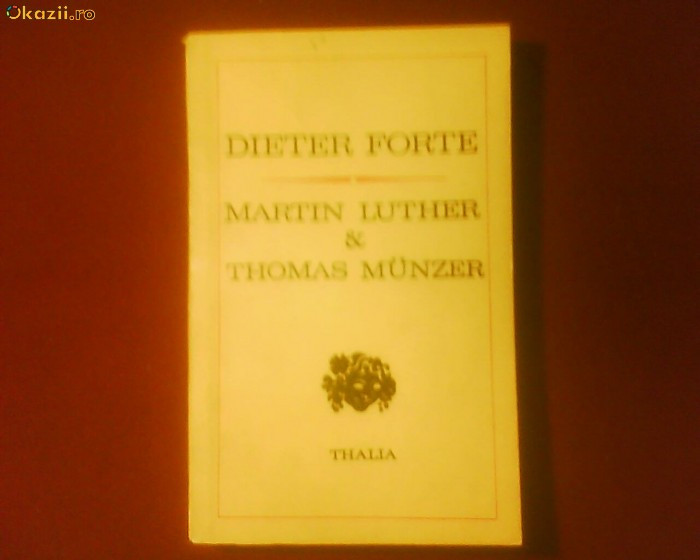 Okazii.ro
DIETER FORTE
MARTIN LUTHER
&
THOMAS MÜNZER
THALIA